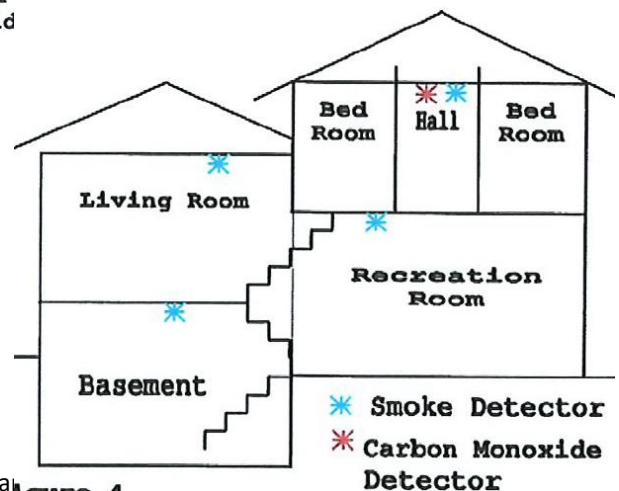 Bed
Room
Hall
Bed
Room
Living Room
Recreation
Room
Basement
Smoke Detector
Carbon Monoxide
Detector